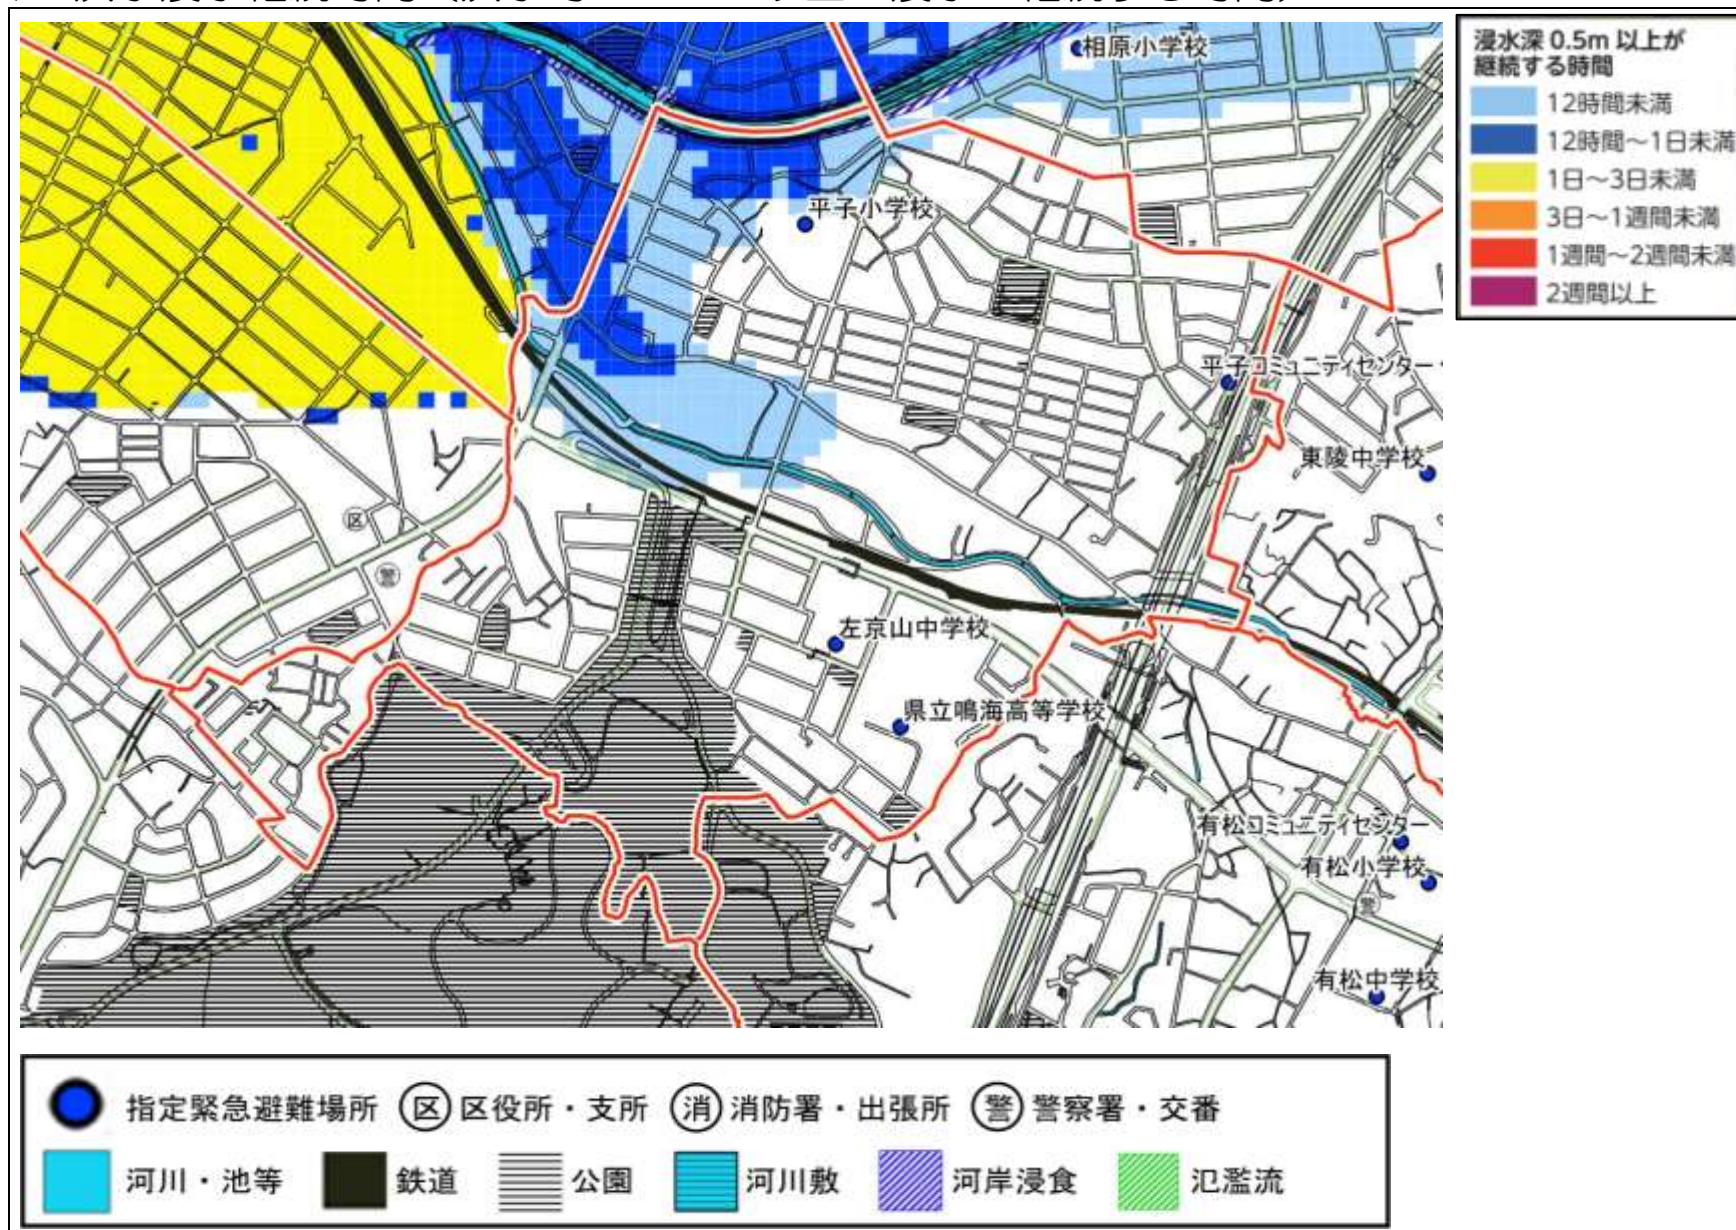 相原小学校
平子小学校
平子コミュニティセンター
東陵中学校
区
警
左京山中学校
県立鳴海高等学校
有松コミュニティセンター
有松小学校
警
有松中学校
浸水深 0.5m 以上が
継続する時間
12時間未満
12時間～1日未満
1日～3日未満
3日～1週間未満
1週間～2週間未満
2週間以上
指定緊急避難場所 区 区役所・支所 消 消防署・出張所 警 警察署・交番
河川・池等 鉄道 公園 河川敷 河岸浸食 氾濫流